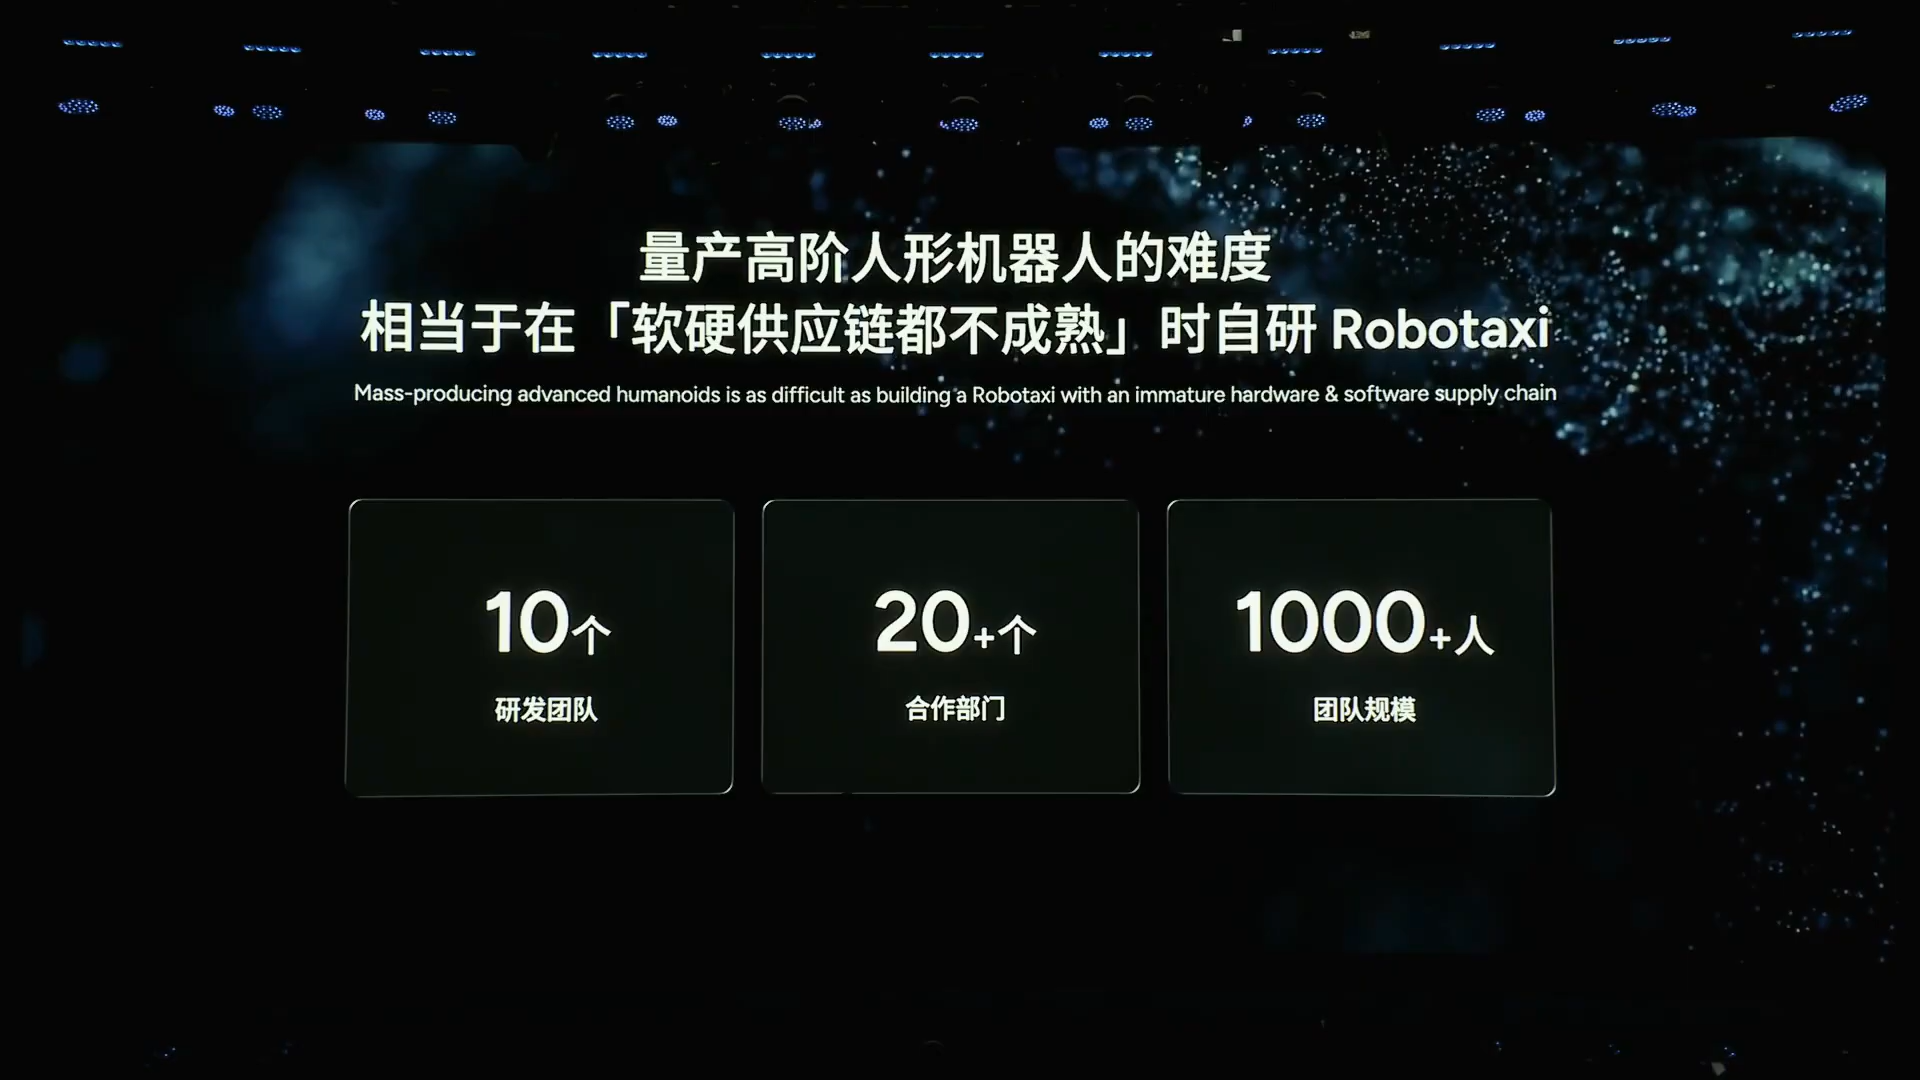 量产高阶人形机器人的难度
相当于在「软硬供应链都不成熟」时自研 Robotaxi
Mass-producing advanced humanoids is as difficult as building a Robotaxi with an immature hardware & software supply chain
10个
研发团队
20+个
合作部门
1000+人
团队规模